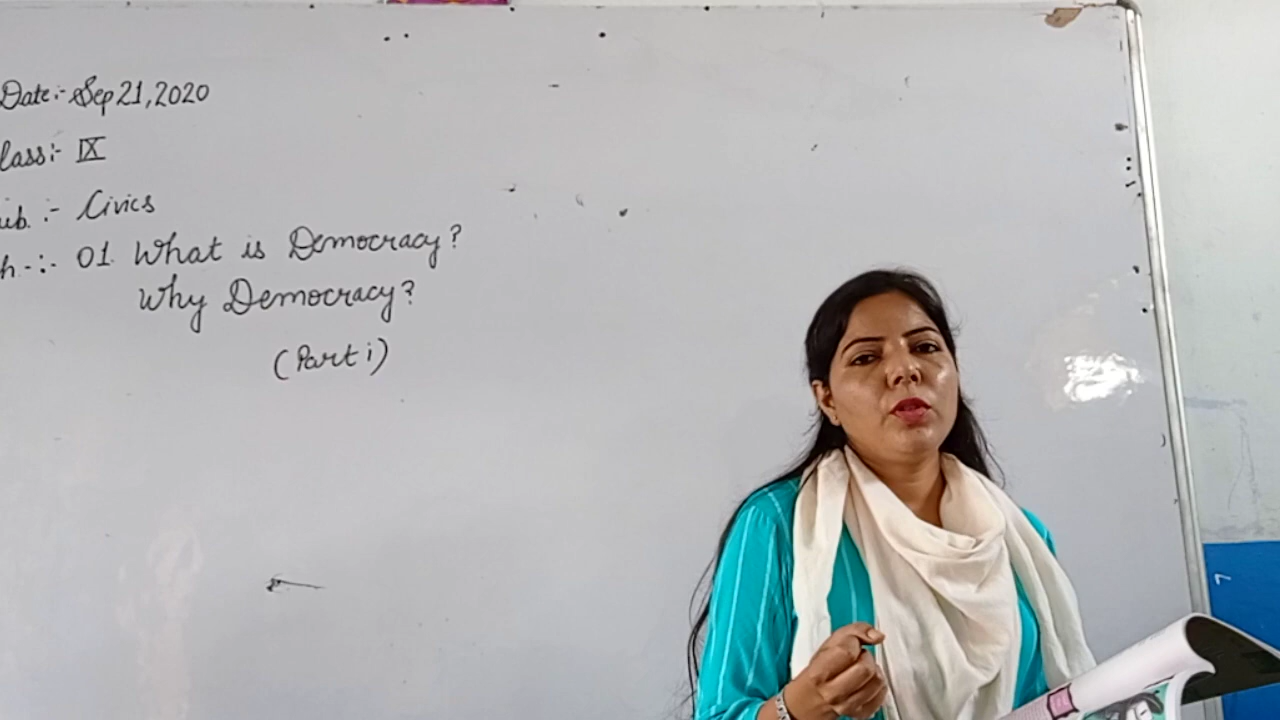 Date:- Sep 21, 2020
lass:- IX
ub. :- Civics
h.-:- 01. What is Democracy?
Why Democracy?
(Part i)